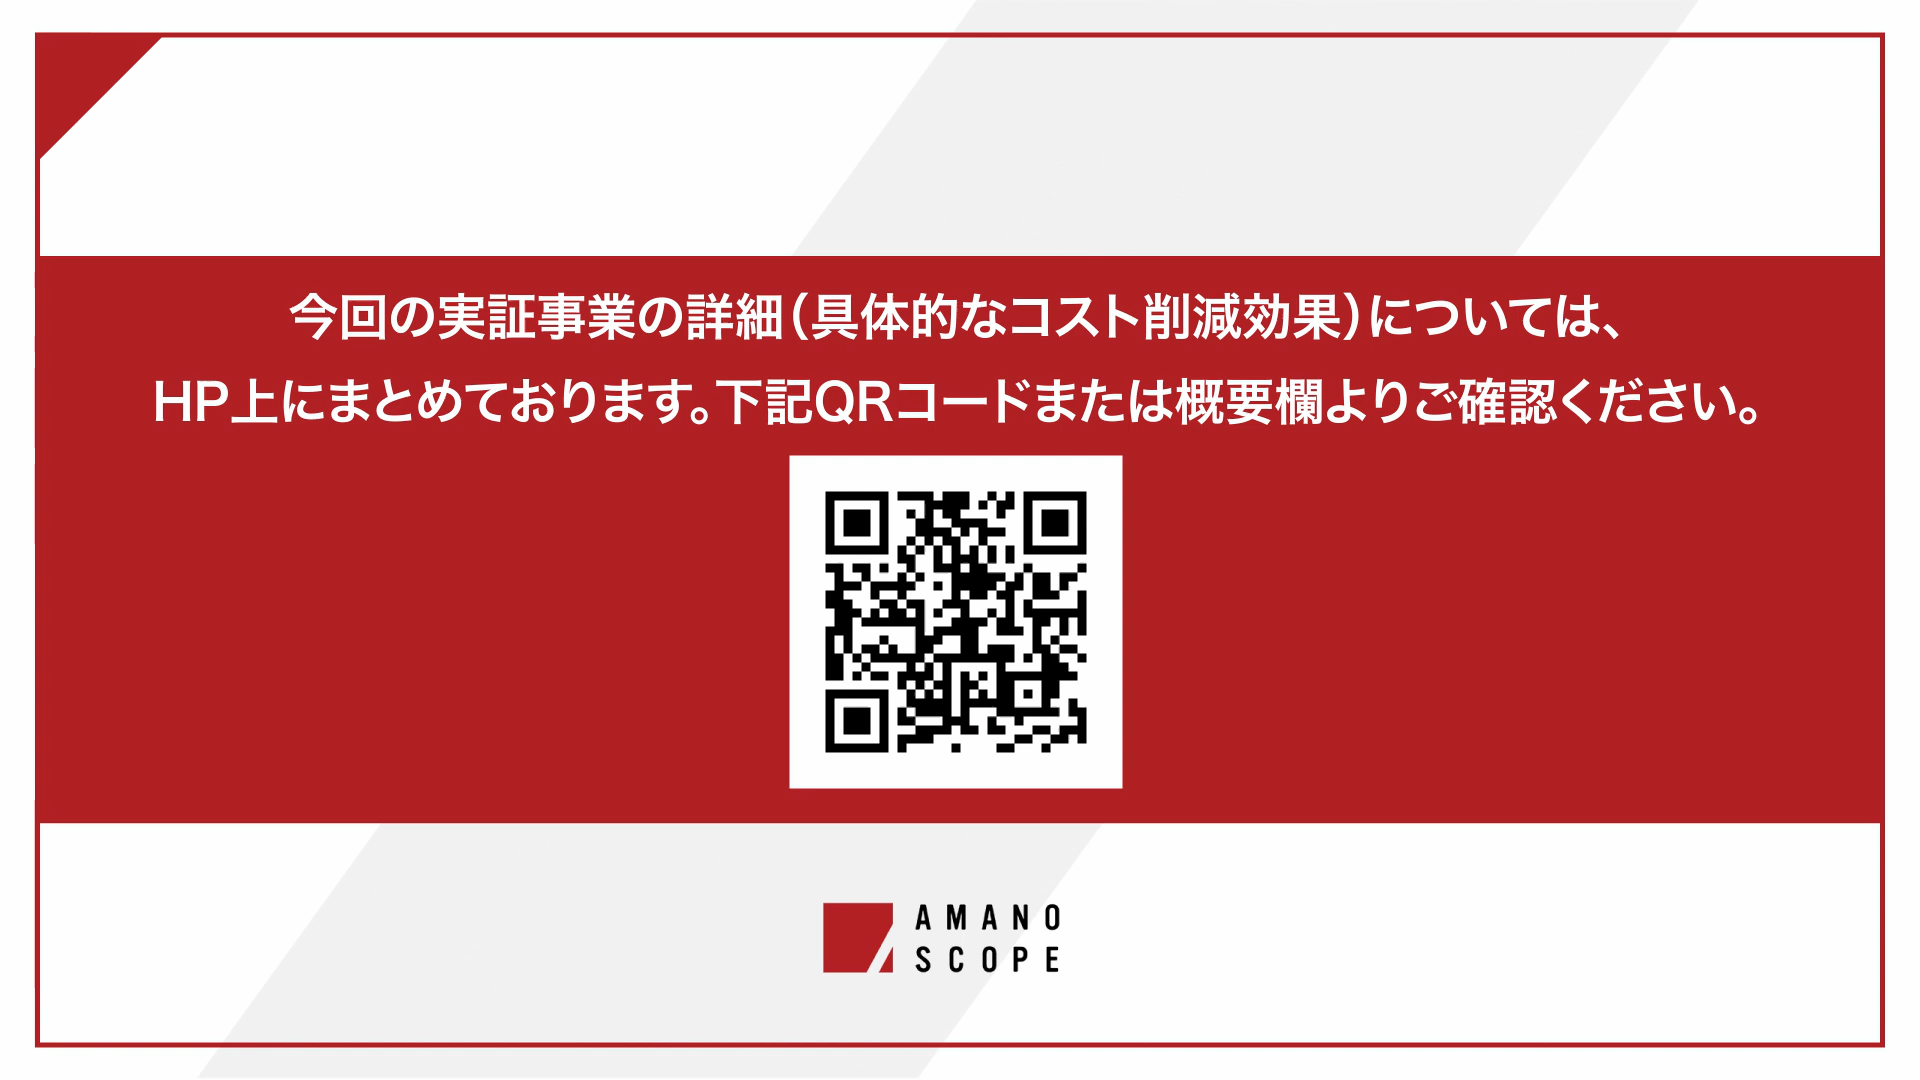 今回の実証事業の詳細（具体的なコスト削減効果）については、
HP上にまとめております。下記QRコードまたは概要欄よりご確認ください。
AMANO
SCOPE